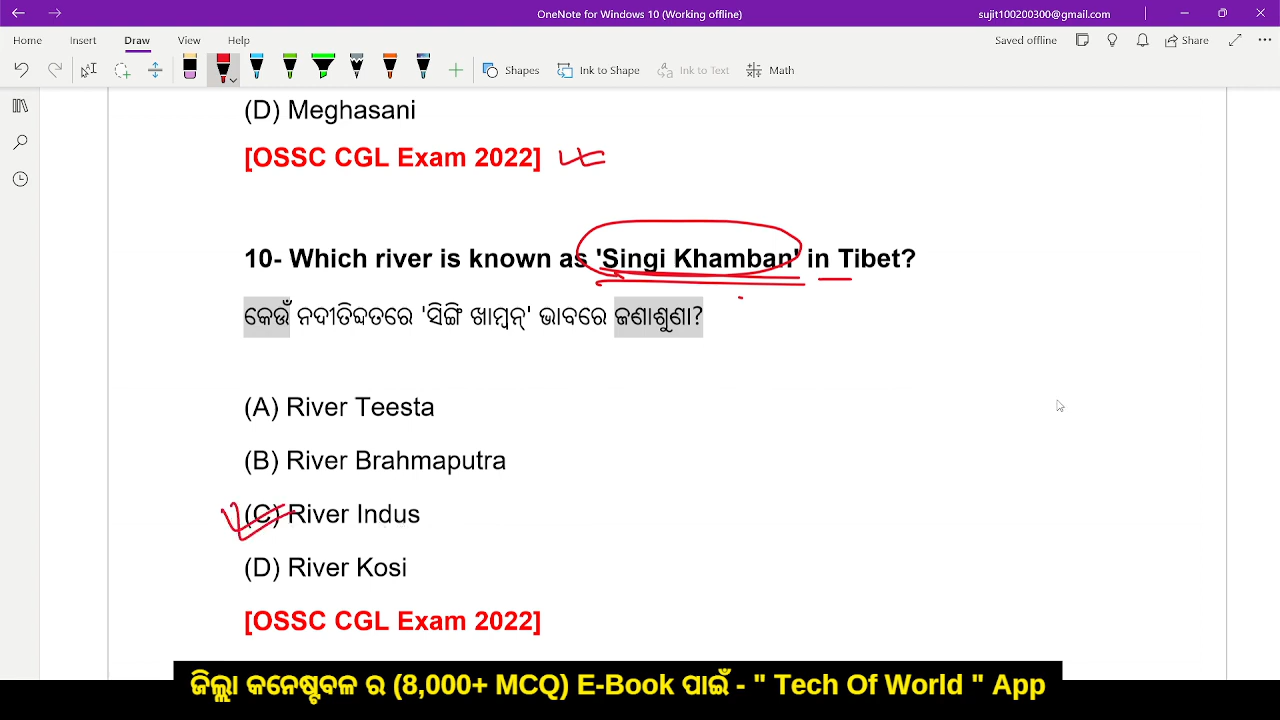 OneNote for Windows 10 (Working offline)
sujit100200300@gmail.com
Home Insert Draw View Help
Saved offline
Share
Shapes
Ink to Shape
Ink to Text
Math
(D) Meghasani
[OSSC CGL Exam 2022]
10- Which river is known as 'Singi Khamban' in Tibet?
କେଉଁ ନଦୀତିବ୍ଦତରେ 'ସିଙ୍ଗି ଖାମ୍ବନ୍' ଭାବରେ ଜଣାଶୁଣା?
(A) River Teesta
(B) River Brahmaputra
(C) River Indus
(D) River Kosi
[OSSC CGL Exam 2022]
ଜିଲ୍ଲା କନେଷ୍ଟବଳ ର (8,000+ MCQ) E-Book ପାଇଁ - " Tech Of World " App